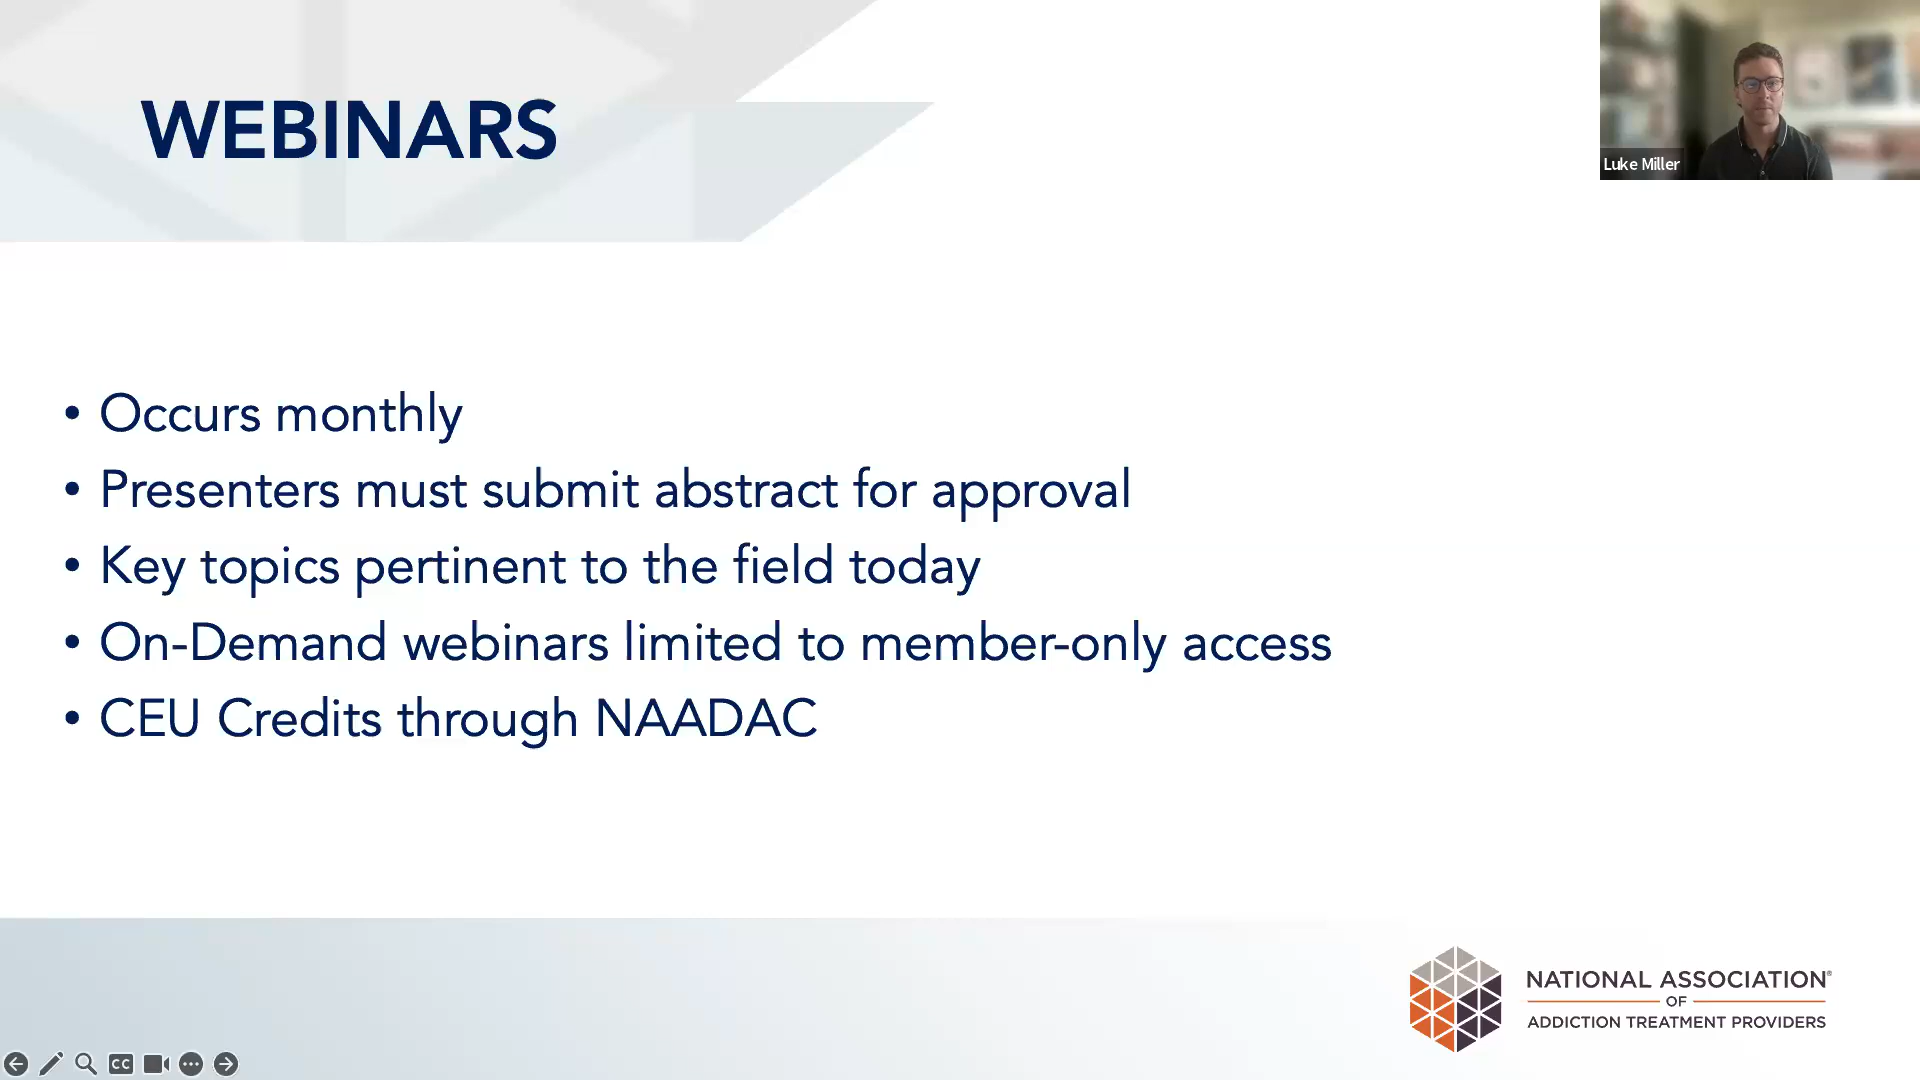 WEBINARS
Luke Miller
• Occurs monthly
• Presenters must submit abstract for approval
• Key topics pertinent to the field today
• On-Demand webinars limited to member-only access
• CEU Credits through NAADAC
NATIONAL ASSOCIATION®
OF
ADDICTION TREATMENT PROVIDERS
CC